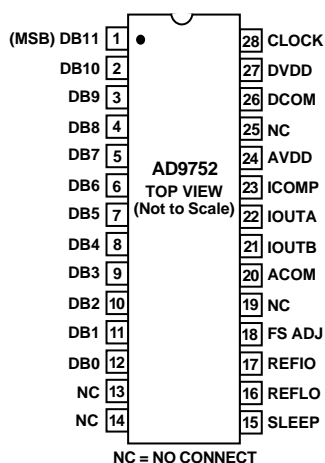 (MSB) DB11 1 28 CLOCK
DB10 2 27 DVDD
DB9 3 26 DCOM
DB8 4 25 NC
DB7 5 24 AVDD
DB6 6 AD9752 23 ICOMP
DB5 7 TOP VIEW 22 IOUTA
DB4 8 (Not to Scale) 21 IOUTB
DB3 9 20 ACOM
DB2 10 19 NC
DB1 11 18 FS ADJ
DB0 12 17 REFIO
NC 13 16 REFLO
NC 14 15 SLEEP
NC = NO CONNECT